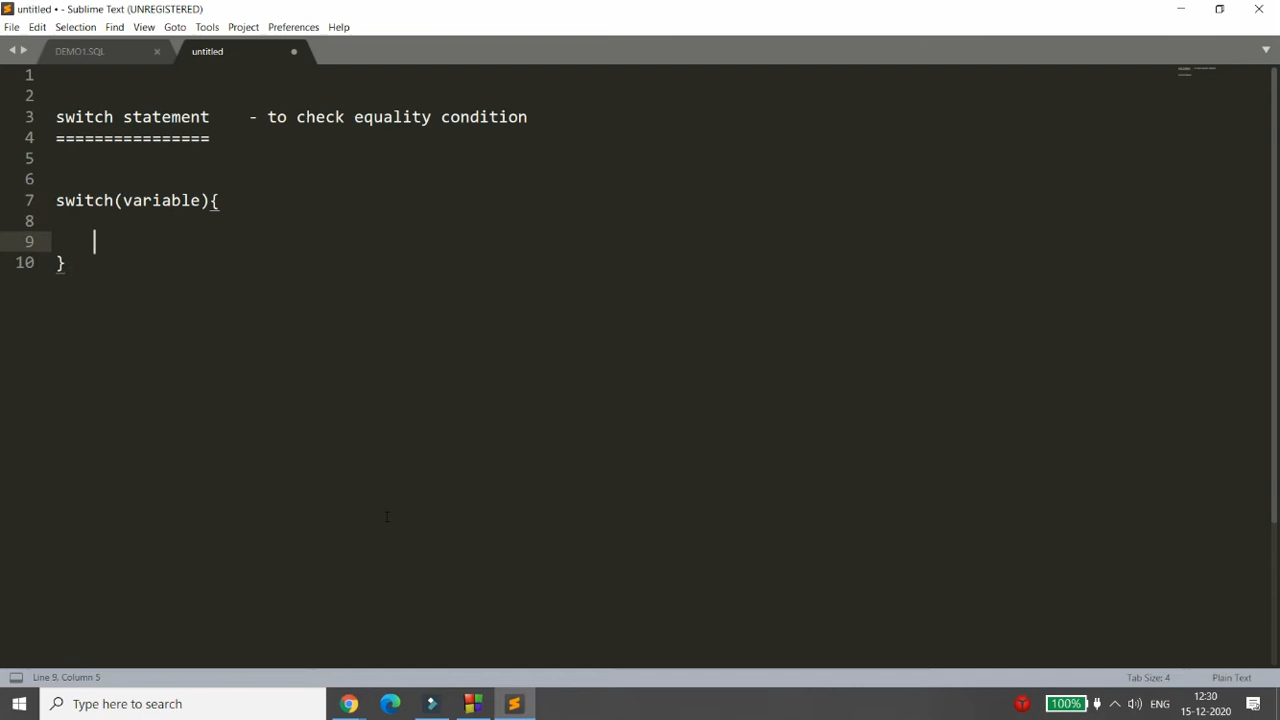 untitled • - Sublime Text (UNREGISTERED)
File Edit Selection Find View Goto Tools Project Preferences Help
DEMO1.SQL × untitled
1
2
3 switch statement - to check equality condition
4 ================
5
6
7 switch(variable){
8
9
10 }
Line 9, Column 5 Tab Size: 4 Plain Text
Type here to search 100% ENG 12:30
15-12-2020